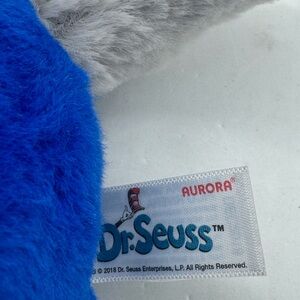 AURORA®
Dr. Seuss™
© 2018 Dr. Seuss Enterprises, L.P. All Rights Reserved.